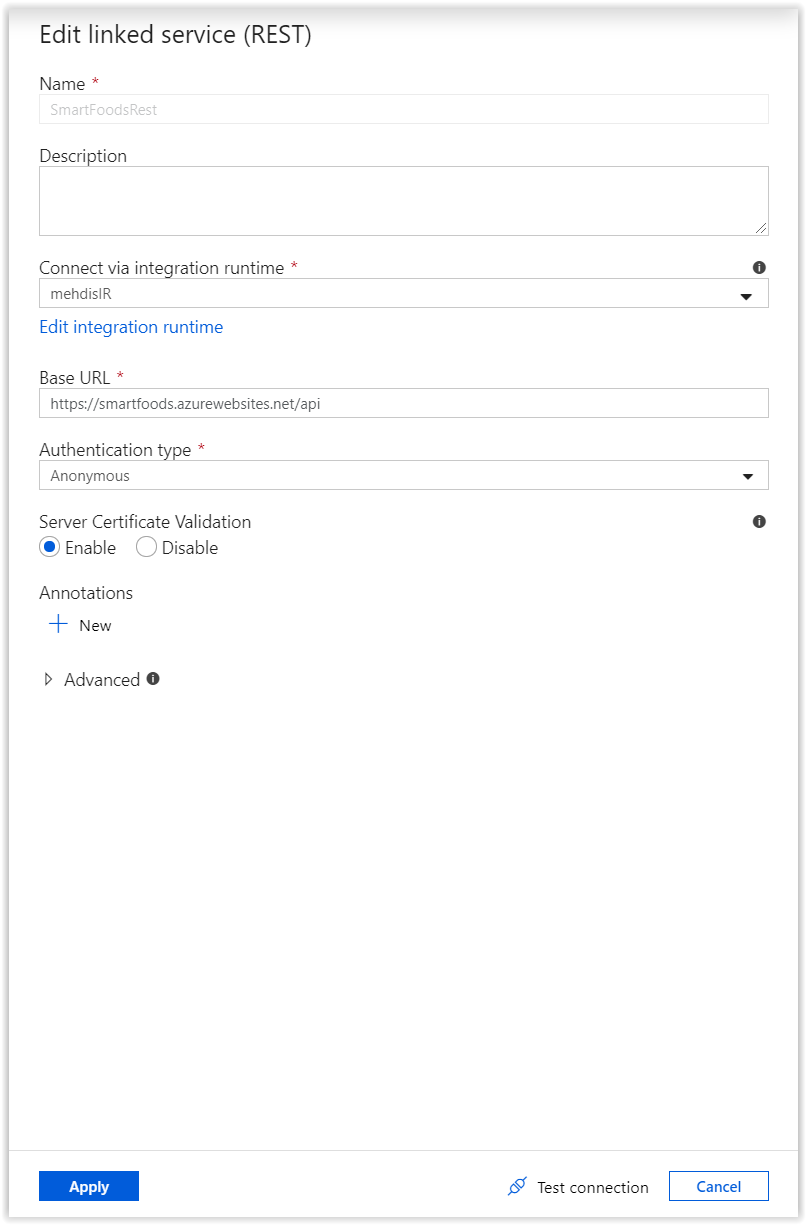 Edit linked service (REST)
Name *
SmartFoodsRest
Description
Connect via integration runtime *
mehdisIR
Edit integration runtime
Base URL *
https://smartfoods.azurewebsites.net/api
Authentication type *
Anonymous
Server Certificate Validation
Enable Disable
Annotations
New
Advanced
Apply Test connection Cancel